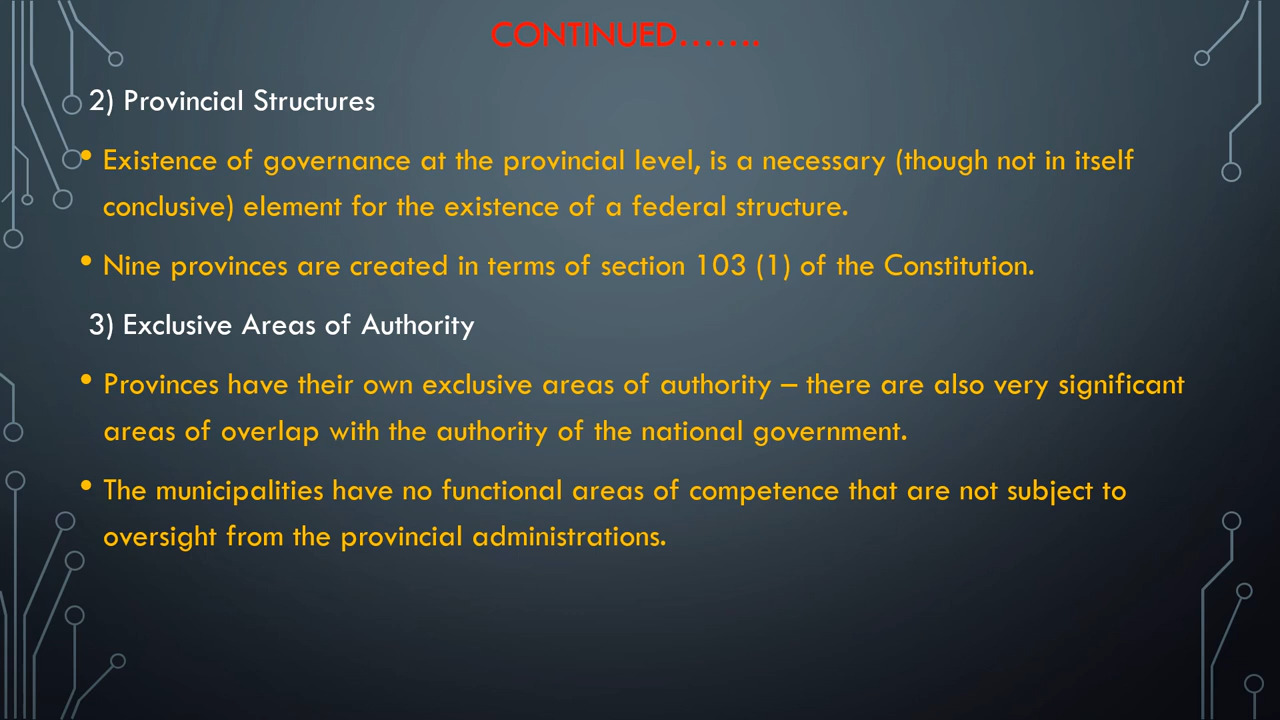 CONTINUED.......
2) Provincial Structures
• Existence of governance at the provincial level, is a necessary (though not in itself
conclusive) element for the existence of a federal structure.
• Nine provinces are created in terms of section 103 (1) of the Constitution.
3) Exclusive Areas of Authority
• Provinces have their own exclusive areas of authority – there are also very significant
areas of overlap with the authority of the national government.
• The municipalities have no functional areas of competence that are not subject to
oversight from the provincial administrations.